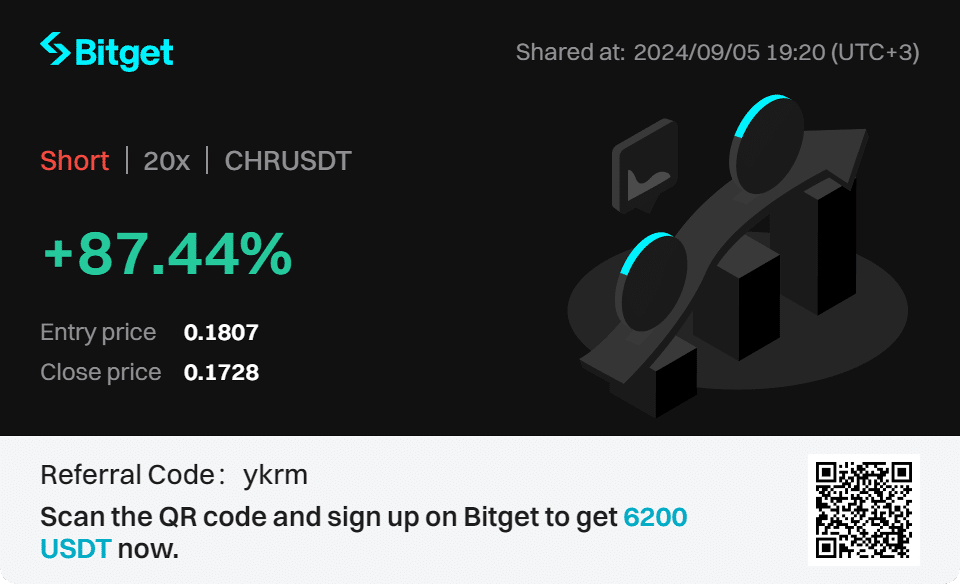 Bitget
Shared at: 2024/09/05 19:20 (UTC+3)
Short | 20x | CHRUSDT
+87.44%
Entry price 0.1807
Close price 0.1728
Referral Code: ykrm
Scan the QR code and sign up on Bitget to get 6200
USDT now.